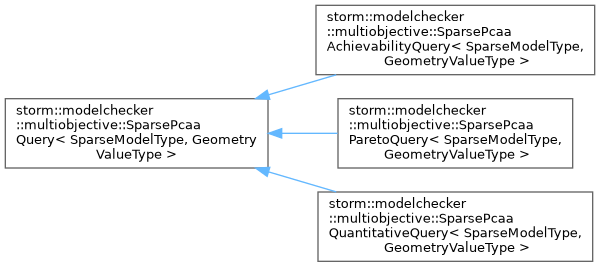 storm::modelchecker
::multiobjective::SparsePcaa
AchievabilityQuery< SparseModelType,
GeometryValueType >
storm::modelchecker
::multiobjective::SparsePcaa
Query< SparseModelType, Geometry
ValueType >
storm::modelchecker
::multiobjective::SparsePcaa
ParetoQuery< SparseModelType,
GeometryValueType >
storm::modelchecker
::multiobjective::SparsePcaa
QuantitativeQuery< SparseModelType,
GeometryValueType >